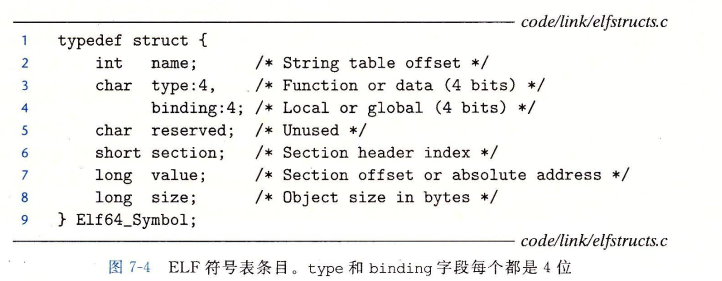 code/link/elfstructs.c
1 typedef struct {
2     int   name;      /* String table offset */
3     char  type:4,    /* Function or data (4 bits) */
4           binding:4; /* Local or global (4 bits) */
5     char  reserved;  /* Unused */
6     short section;   /* Section header index */
7     long  value;     /* Section offset or absolute address */
8     long  size;      /* Object size in bytes */
9 } Elf64_Symbol;
code/link/elfstructs.c
图 7-4 ELF 符号表条目。type 和 binding 字段每个都是 4 位